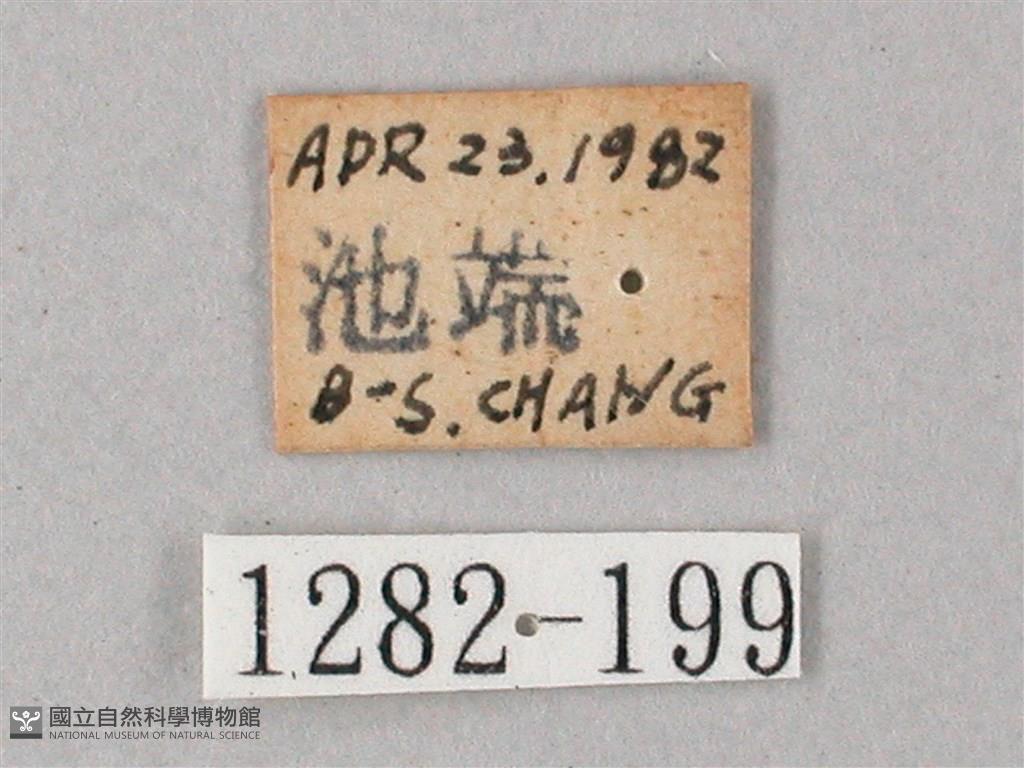 APR 23. 1982
池端
B-S. CHANG
1282-199
國立自然科學博物館
NATIONAL MUSEUM OF NATURAL SCIENCE